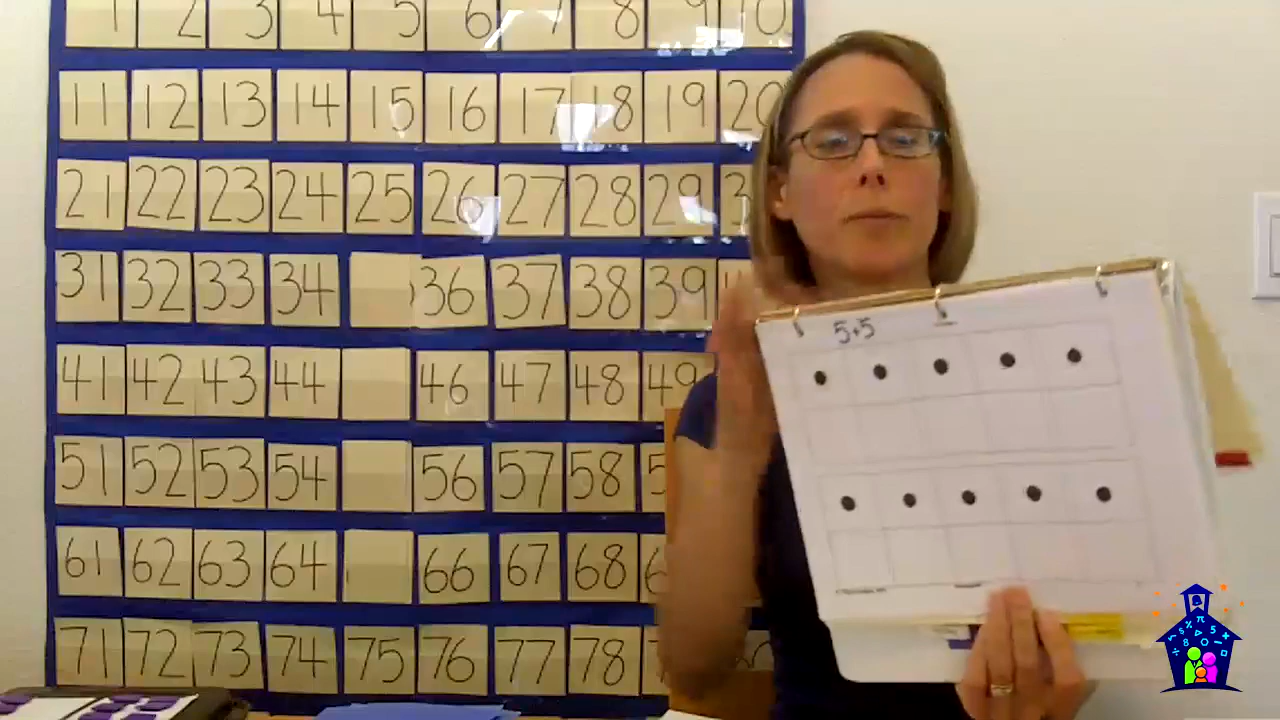 1 2 3 4 5 6 7 8 9 10
11 12 13 14 15 16 17 18 19 20
21 22 23 24 25 26 27 28 29 3
31 32 33 34 36 37 38 39
41 42 43 44 46 47 48 49
51 52 53 54 56 57 58 5
61 62 63 64 66 67 68 6
71 72 73 74 75 76 77 78
5+5